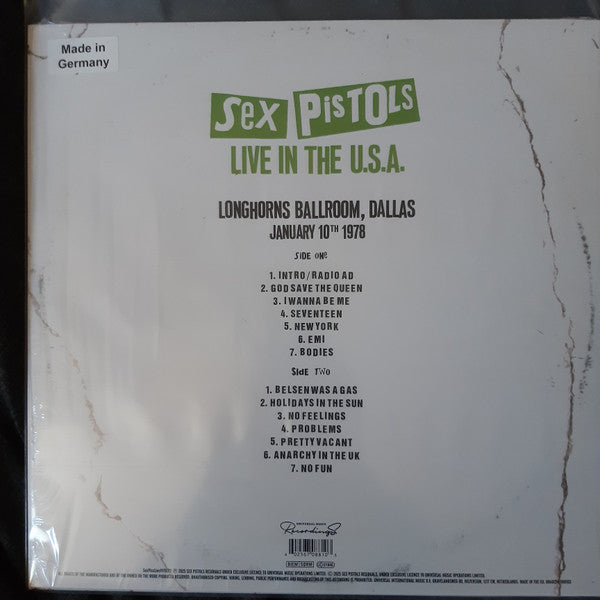 Made in
Germany
Sex PiSTOLS
LIVE IN THE U.S.A.
LONGHORNS BALLROOM, DALLAS
JANUARY 10TH 1978
SIDE ONE
1. INTRO/RADIO AD
2. GOD SAVE THE QUEEN
3. I WANNA BE ME
4. SEVENTEEN
5. NEW YORK
6. EMI
7. BODIES
SIDE TWO
1. BELSEN WAS A GAS
2. HOLIDAYS IN THE SUN
3. NO FEELINGS
4. PROBLEMS
5. PRETTY VACANT
6. ANARCHY IN THE UK
7. NO FUN
UNIVERSAL MUSIC
Recordings